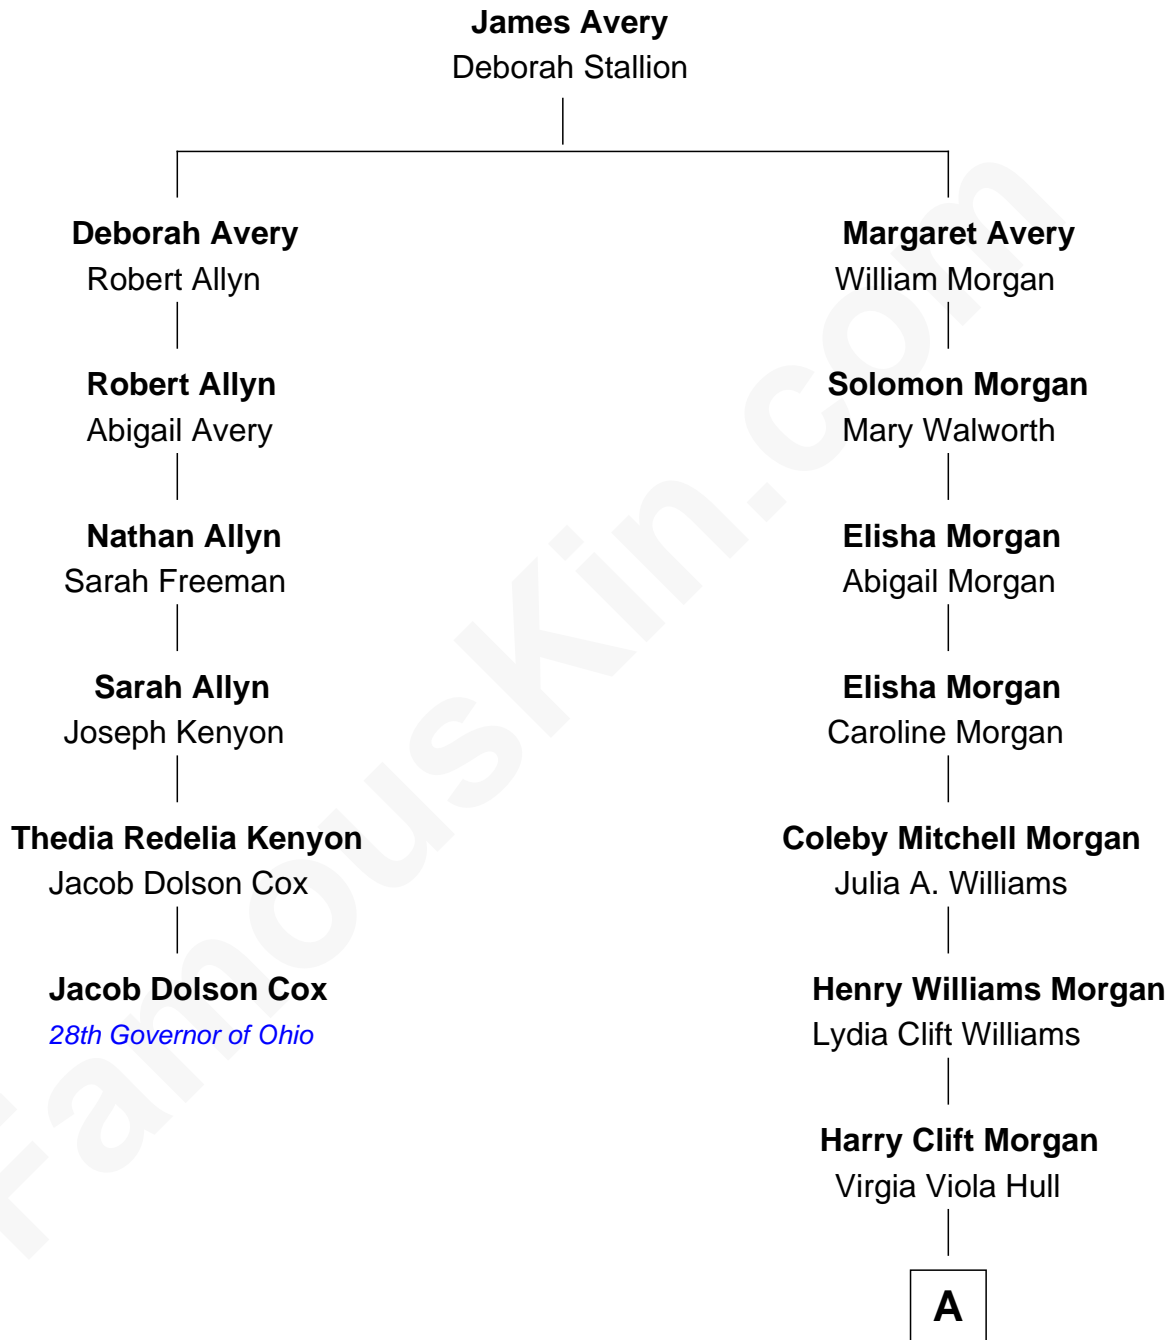 James Avery
Deborah Stallion
Deborah Avery
Robert Allyn
Margaret Avery
William Morgan
Robert Allyn
Abigail Avery
Solomon Morgan
Mary Walworth
Nathan Allyn
Sarah Freeman
Elisha Morgan
Abigail Morgan
Sarah Allyn
Joseph Kenyon
Elisha Morgan
Caroline Morgan
Thedia Redelia Kenyon
Jacob Dolson Cox
Coleby Mitchell Morgan
Julia A. Williams
Jacob Dolson Cox
28th Governor of Ohio
Henry Williams Morgan
Lydia Clift Williams
Harry Clift Morgan
Virgia Viola Hull
A
FamousKin.com